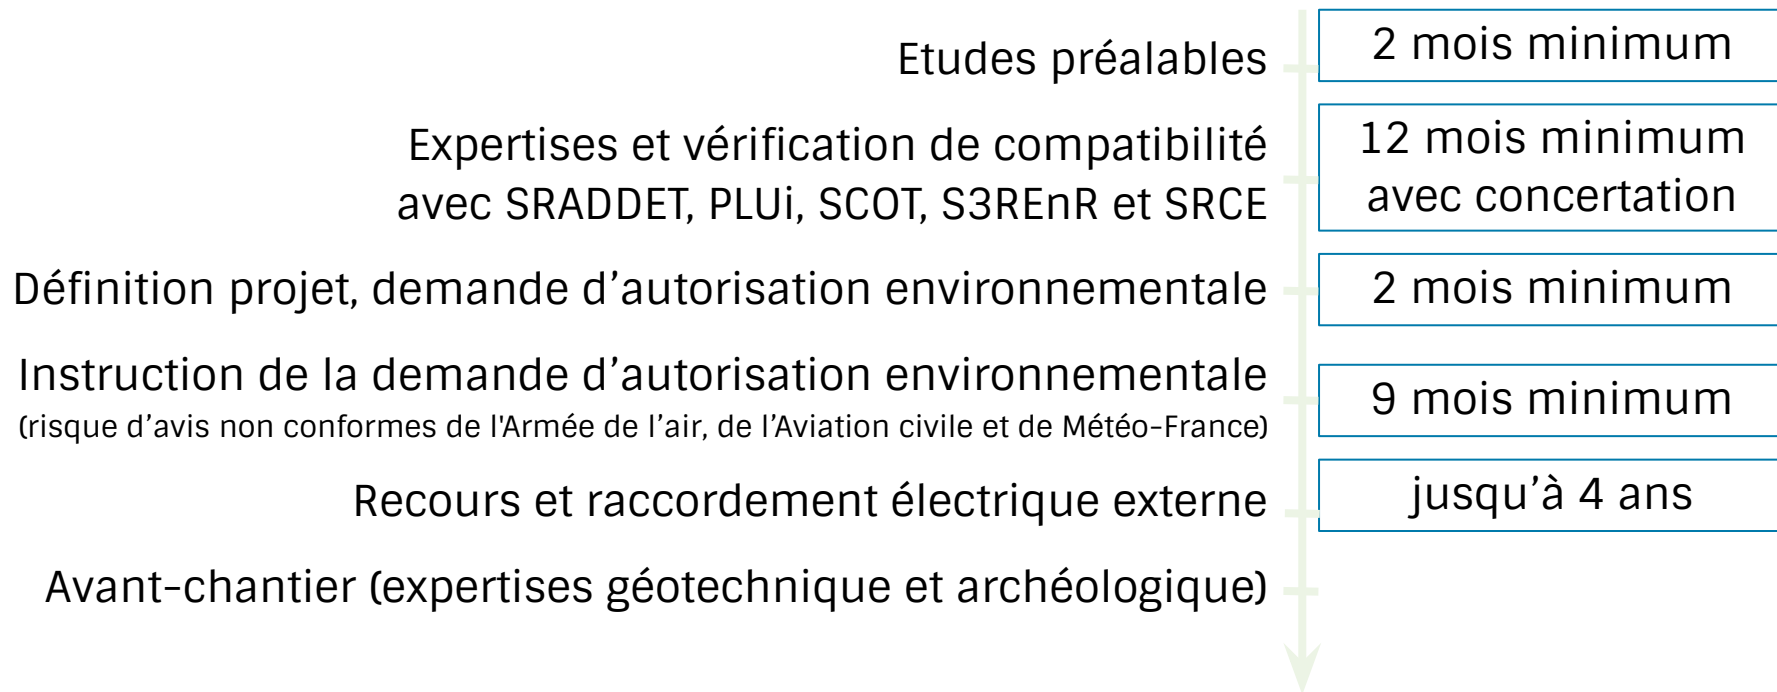 Etudes préalables
2 mois minimum
Expertises et vérification de compatibilité
avec SRADDET, PLUi, SCOT, S3REnR et SRCE
12 mois minimum
avec concertation
Définition projet, demande d’autorisation environnementale
2 mois minimum
Instruction de la demande d’autorisation environnementale
(risque d’avis non conformes de l'Armée de l’air, de l’Aviation civile et de Météo-France)
9 mois minimum
Recours et raccordement électrique externe
jusqu’à 4 ans
Avant-chantier (expertises géotechnique et archéologique)